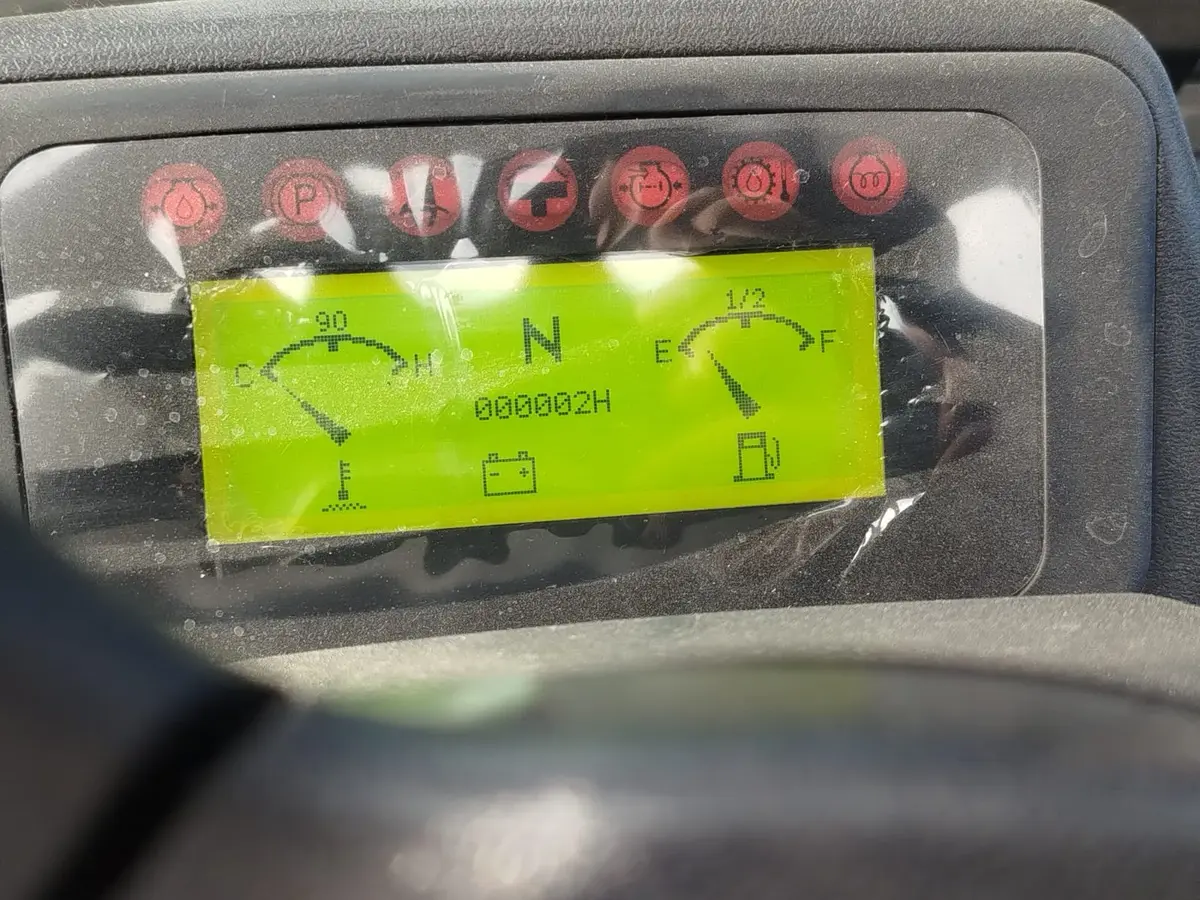 P
90
1/2
C H
N
E F
000002H
- +